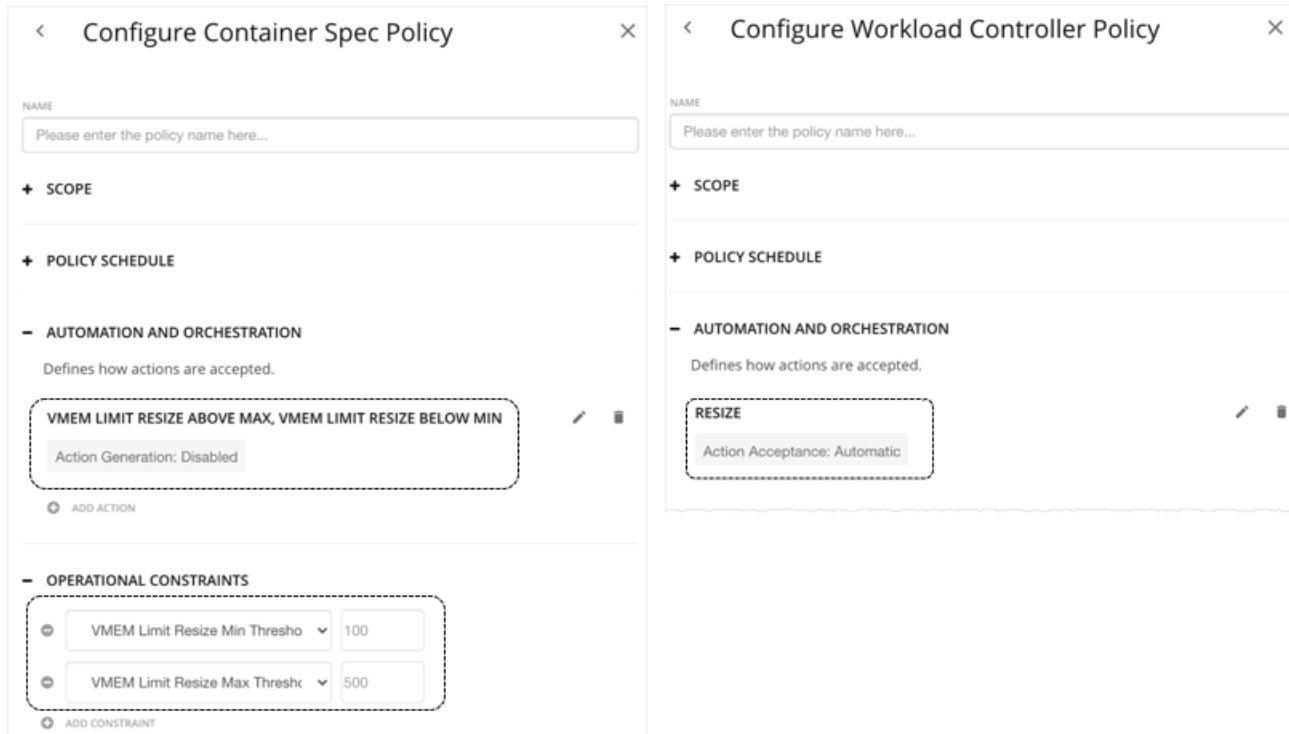 Configure Container Spec Policy
NAME
Please enter the policy name here...
SCOPE
POLICY SCHEDULE
AUTOMATION AND ORCHESTRATION
Defines how actions are accepted.
VMEM LIMIT RESIZE ABOVE MAX, VMEM LIMIT RESIZE BELOW MIN
Action Generation: Disabled
ADD ACTION
OPERATIONAL CONSTRAINTS
VMEM Limit Resize Min Thresho 100
VMEM Limit Resize Max Thresho 500
ADD CONSTRAINT
Configure Workload Controller Policy
NAME
Please enter the policy name here...
SCOPE
POLICY SCHEDULE
AUTOMATION AND ORCHESTRATION
Defines how actions are accepted.
RESIZE
Action Acceptance: Automatic